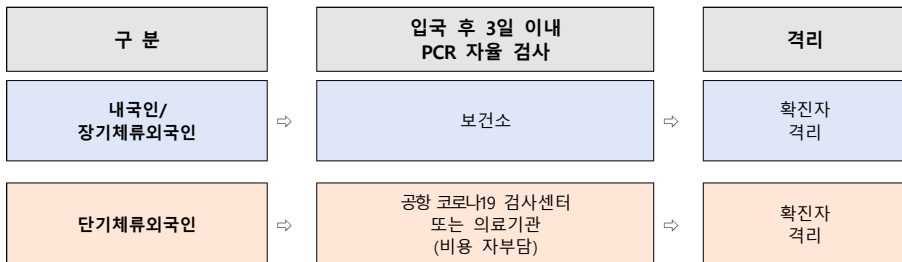 구 분
입국 후 3일 이내
PCR 자율 검사
격리
내국인/
장기체류외국인
⇨
보건소
⇨
확진자
격리
단기체류외국인
⇨
공항 코로나19 검사센터
또는 의료기관
(비용 자부담)
⇨
확진자
격리